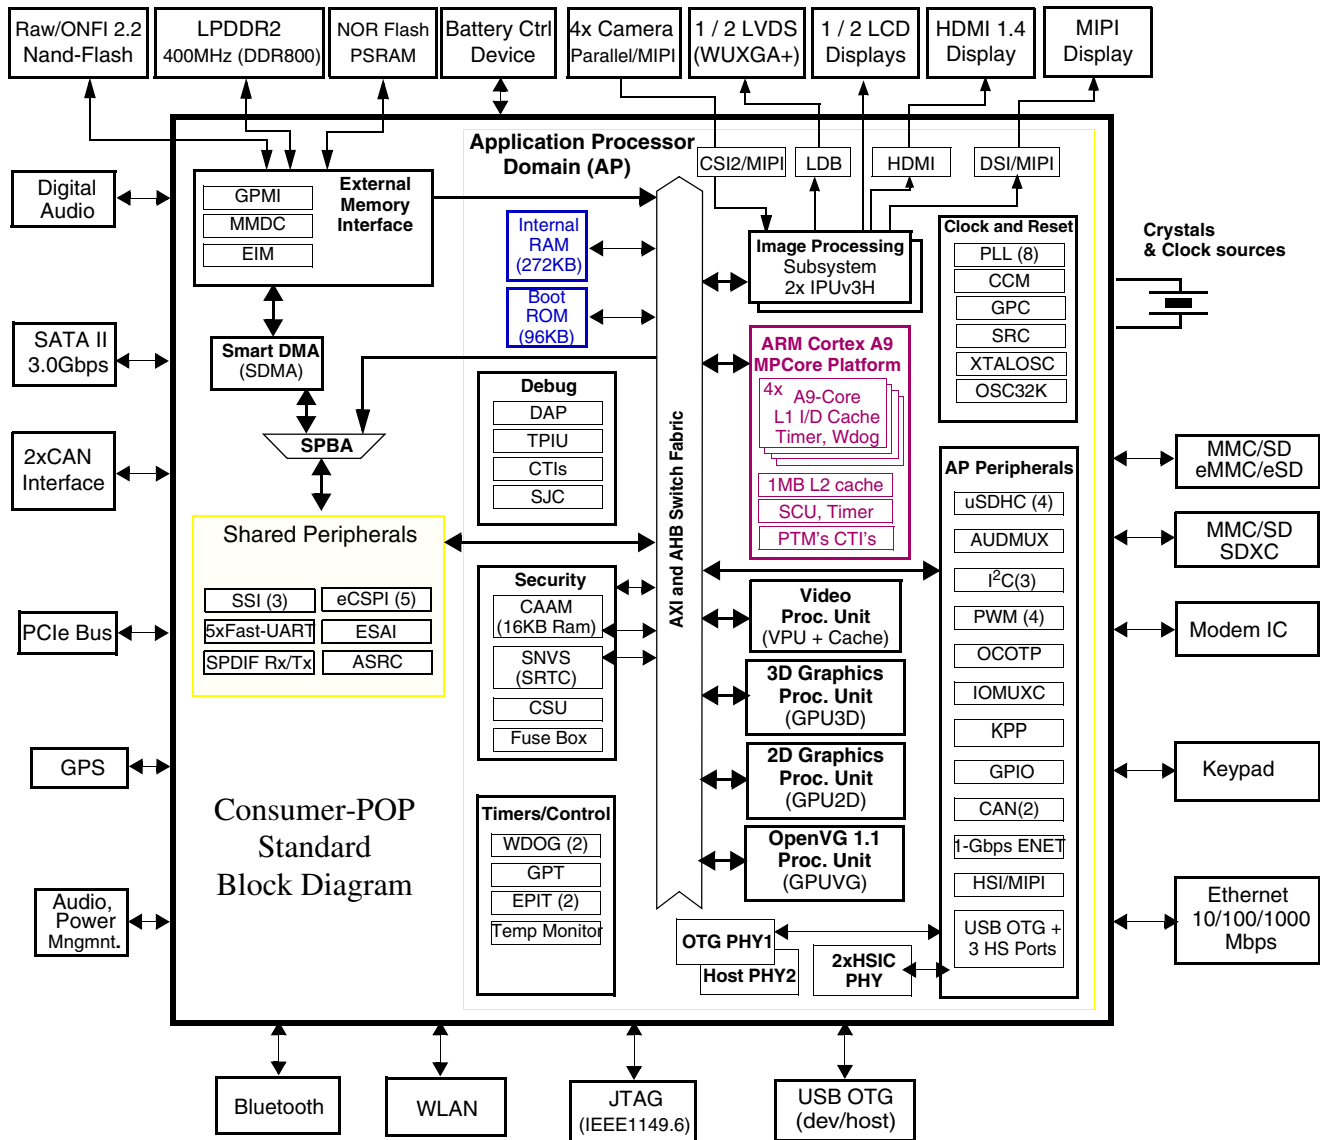 Raw/ONFI 2.2
Nand-Flash
LPDDR2
400MHz (DDR800)
NOR Flash
PSRAM
Battery Ctrl
Device
4x Camera
Parallel/MIPI
1 / 2 LVDS
(WUXGA+)
1 / 2 LCD
Displays
HDMI 1.4
Display
MIPI
Display
Application Processor
Domain (AP)
CSI2/MIPI
LDB
HDMI
DSI/MIPI
Digital
Audio
SATA II
3.0Gbps
2xCAN
Interface
PCIe Bus
GPS
Audio,
Power
Mngmnt.
External
Memory
Interface
GPMI
MMDC
EIM
Smart DMA
(SDMA)
SPBA
Shared Peripherals
SSI (3)
eCSPI (5)
5xFast-UART
ESAI
SPDIF Rx/Tx
ASRC
Consumer-POP
Standard
Block Diagram
Internal
RAM
(272KB)
Boot
ROM
(96KB)
Debug
DAP
TPIU
CTIs
SJC
Security
CAAM
(16KB Ram)
SNVS
(SRTC)
CSU
Fuse Box
Timers/Control
WDOG (2)
GPT
EPIT (2)
Temp Monitor
AXI and AHB Switch Fabric
Image Processing
Subsystem
2x IPUv3H
ARM Cortex A9
MPCore Platform
4x
A9-Core
L1 I/D Cache
Timer, Wdog
1MB L2 cache
SCU, Timer
PTM's CTI's
Video
Proc. Unit
(VPU + Cache)
3D Graphics
Proc. Unit
(GPU3D)
2D Graphics
Proc. Unit
(GPU2D)
OpenVG 1.1
Proc. Unit
(GPUVG)
OTG PHY1
Host PHY2
2xHSIC
PHY
Clock and Reset
PLL (8)
CCM
GPC
SRC
XTALOSC
OSC32K
AP Peripherals
uSDHC (4)
AUDMUX
I2C(3)
PWM (4)
OCOTP
IOMUXC
KPP
GPIO
CAN(2)
1-Gbps ENET
HSI/MIPI
USB OTG +
3 HS Ports
Crystals
& Clock sources
MMC/SD
eMMC/eSD
MMC/SD
SDXC
Modem IC
Keypad
Ethernet
10/100/1000
Mbps
Bluetooth
WLAN
JTAG
(IEEE1149.6)
USB OTG
(dev/host)